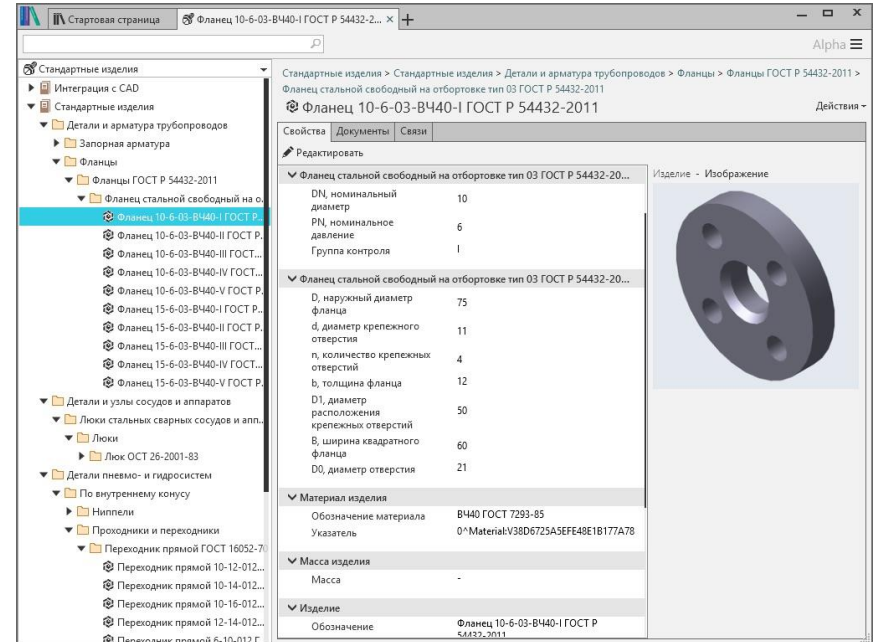 Стартовая страница
Фланец 10-6-03-ВЧ40-I ГОСТ Р 54432-2...
Alpha
Стандартные изделия
Интеграция с CAD
Стандартные изделия
Детали и арматура трубопроводов
Запорная арматура
Фланцы
Фланцы ГОСТ Р 54432-2011
Фланец стальной свободный на о...
Фланец 10-6-03-ВЧ40-I ГОСТ Р...
Фланец 10-6-03-ВЧ40-II ГОСТ Р...
Фланец 10-6-03-ВЧ40-III ГОСТ...
Фланец 10-6-03-ВЧ40-IV ГОСТ...
Фланец 10-6-03-ВЧ40-V ГОСТ Р...
Фланец 15-6-03-ВЧ40-I ГОСТ Р...
Фланец 15-6-03-ВЧ40-II ГОСТ Р...
Фланец 15-6-03-ВЧ40-III ГОСТ...
Фланец 15-6-03-ВЧ40-IV ГОСТ...
Фланец 15-6-03-ВЧ40-V ГОСТ Р...
Детали и узлы сосудов и аппаратов
Люки стальных сварных сосудов и апп...
Люки
Люк ОСТ 26-2001-83
Детали пневмо- и гидросистем
По внутреннему конусу
Ниппели
Проходники и переходники
Переходник прямой ГОСТ 16052-70
Переходник прямой 10-12-012...
Переходник прямой 10-14-012...
Переходник прямой 10-16-012...
Переходник прямой 12-14-012...
Переходник прямой 6-10-012 Г...
Стандартные изделия > Стандартные изделия > Детали и арматура трубопроводов > Фланцы > Фланцы ГОСТ Р 54432-2011 >
Фланец стальной свободный на отбортовке тип 03 ГОСТ Р 54432-2011
Фланец 10-6-03-ВЧ40-I ГОСТ Р 54432-2011
Действия
Свойства Документы Связи
Редактировать
Фланец стальной свободный на отбортовке тип 03 ГОСТ Р 54432-20...
DN, номинальный
диаметр
10
PN, номинальное
давление
6
Группа контроля
I
Фланец стальной свободный на отбортовке тип 03 ГОСТ Р 54432-20...
D, наружный диаметр
фланца
75
d, диаметр крепежного
отверстия
11
n, количество крепежных
отверстий
4
b, толщина фланца
12
D1, диаметр
расположения
крепежных отверстий
50
B, ширина квадратного
фланца
60
D0, диаметр отверстия
21
Материал изделия
Обозначение материала
ВЧ40 ГОСТ 7293-85
Указатель
0^Material:V38D6725A5EFE48E1B177A78
Масса изделия
Масса
-
Изделие
Обозначение
Фланец 10-6-03-ВЧ40-I ГОСТ Р
54432-2011
Изделие - Изображение